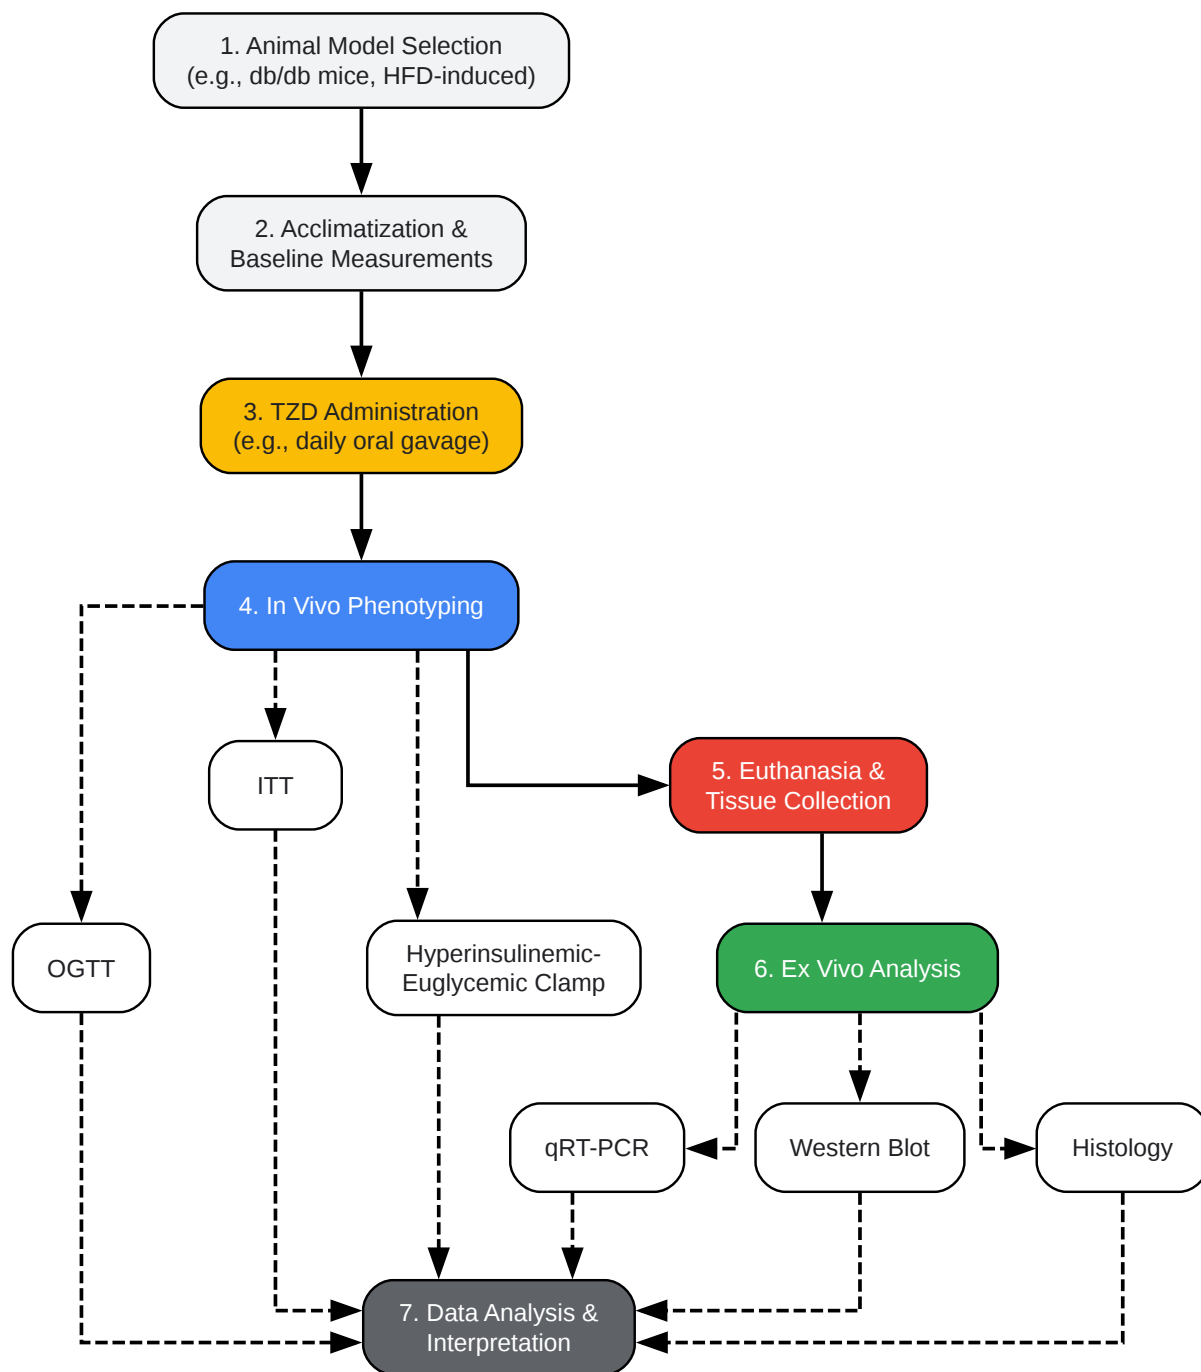 1. Animal Model Selection
(e.g., db/db mice, HFD-induced)
2. Acclimatization &
Baseline Measurements
3. TZD Administration
(e.g., daily oral gavage)
4. In Vivo Phenotyping
ITT
5. Euthanasia &
Tissue Collection
OGTT
Hyperinsulinemic-
Euglycemic Clamp
6. Ex Vivo Analysis
qRT-PCR
Western Blot
Histology
7. Data Analysis &
Interpretation